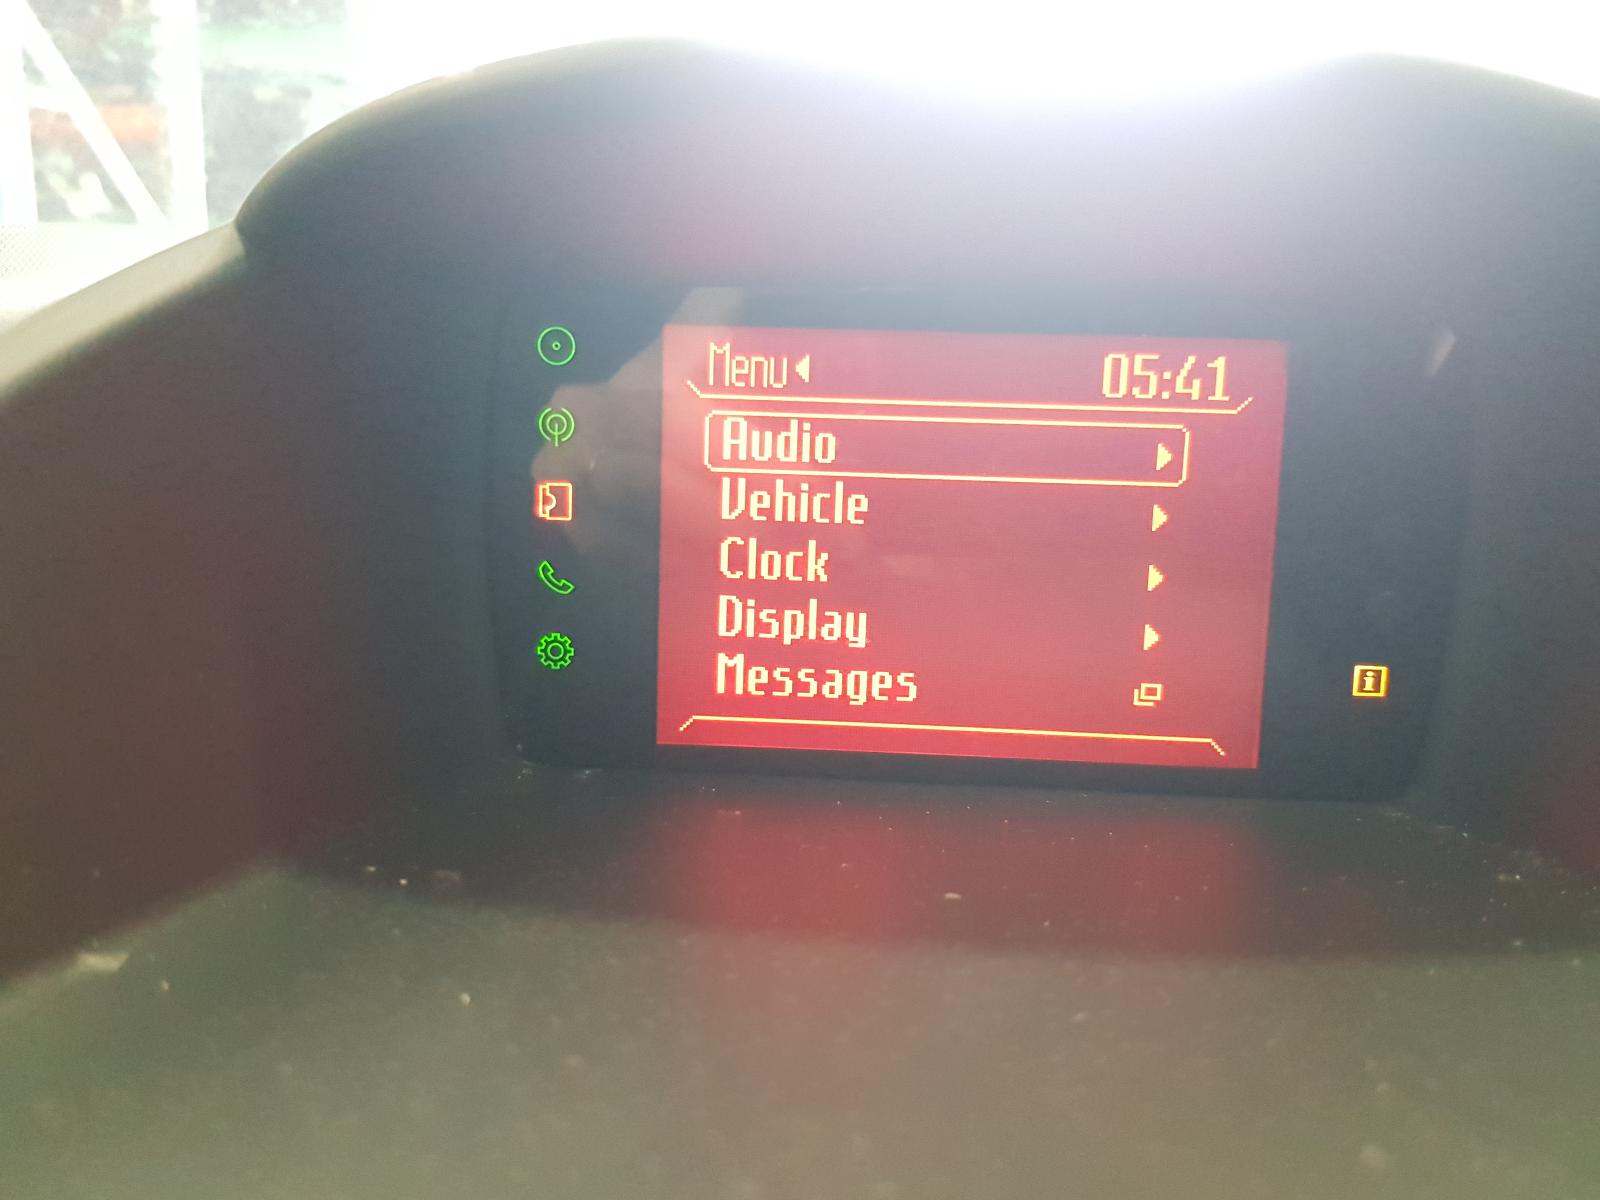 Menu 05:41
Audio
Vehicle
Clock
Display
Messages
i